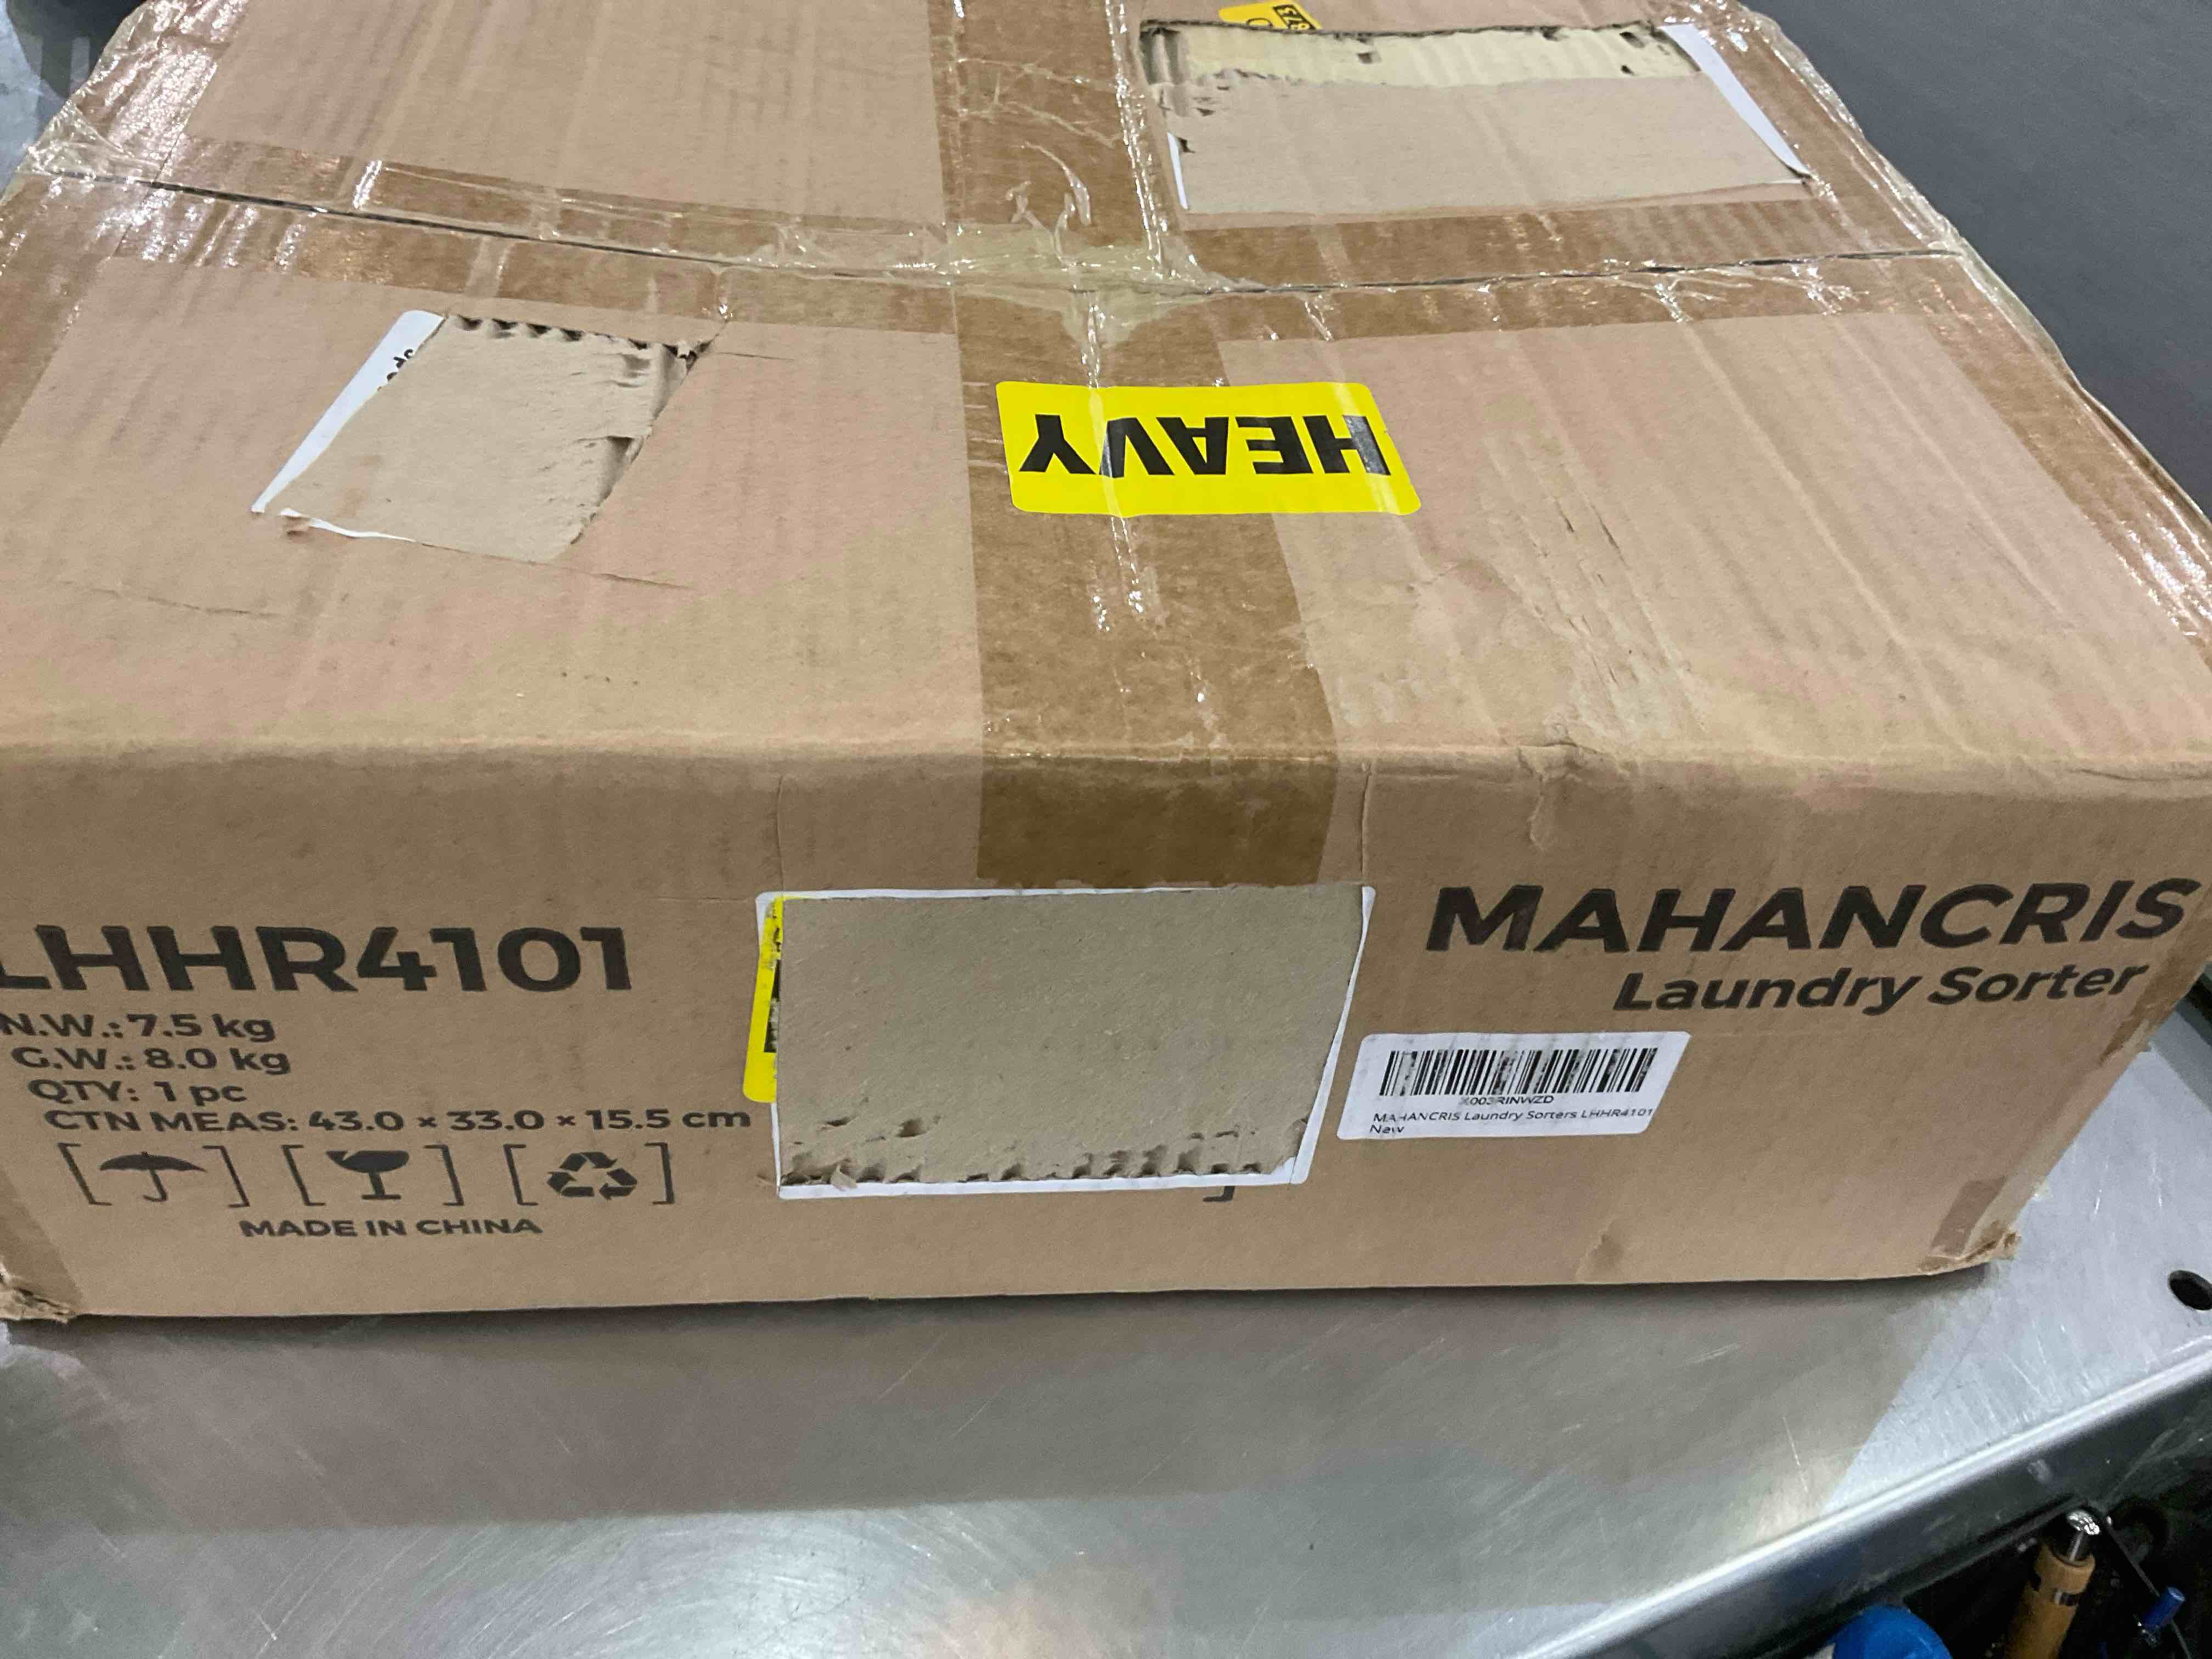 HEAVY
LHHR4101
N.W.: 7.5 kg
G.W.: 8.0 kg
QTY: 1 pc
CTN MEAS: 43.0 × 33.0 × 15.5 cm
MADE IN CHINA
MAHANCRIS
Laundry Sorter
X003RINWZD
MAHANCRIS Laundry Sorters LHHR4101
New